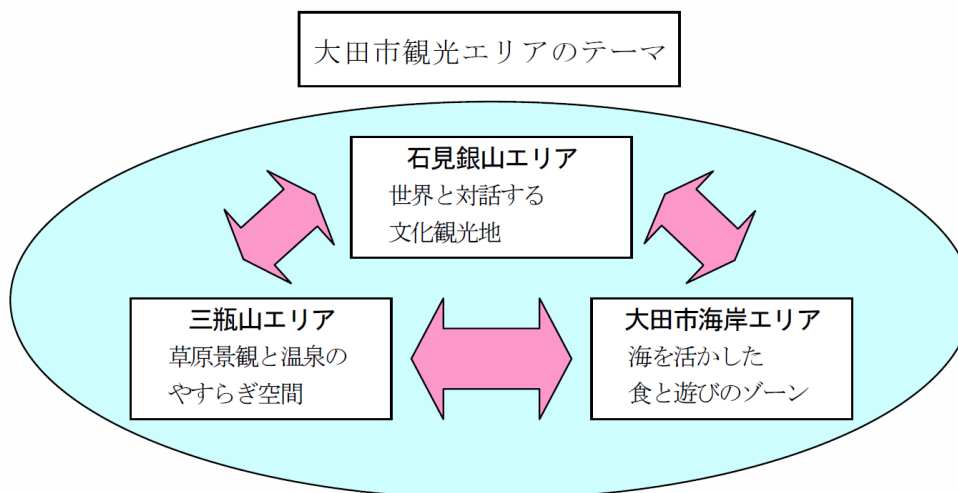 大田市観光エリアのテーマ
石見銀山エリア
世界と対話する
文化観光地
三瓶山エリア
草原景観と温泉の
やすらぎ空間
大田市海岸エリア
海を活かした
食と遊びのゾーン